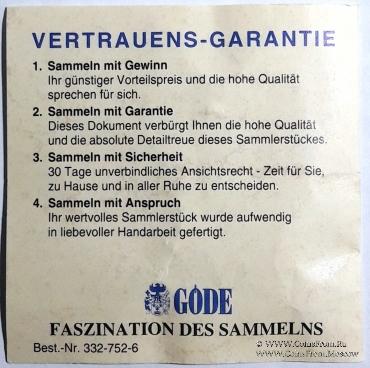 VERTRAUENS-GARANTIE
1. Sammeln mit Gewinn
Ihr günstiger Vorteilspreis und die hohe Qualität
sprechen für sich.
2. Sammeln mit Garantie
Dieses Dokument verbürgt Ihnen die hohe Qualität
und die absolute Detailtreue dieses Sammlerstückes.
3. Sammeln mit Sicherheit
30 Tage unverbindliches Ansichtsrecht - Zeit für Sie,
zu Hause und in aller Ruhe zu entscheiden.
4. Sammeln mit Anspruch
Ihr wertvolles Sammlerstück wurde aufwendig
in liebevoller Handarbeit gefertigt.
GÖDE
FASZINATION DES SAMMELNS
Best.-Nr. 332-752-6
© www.CoinsFrom.Ru
© www.CoinsFrom.Moscow